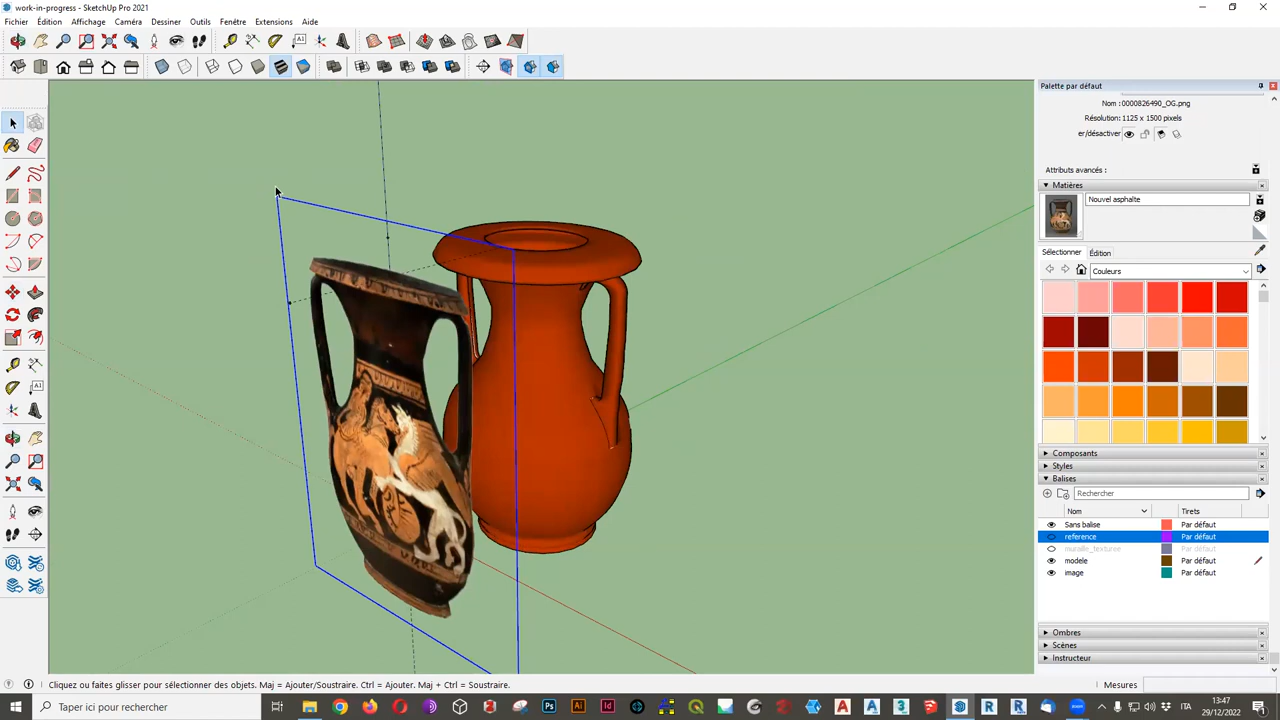 work-in-progress - SketchUp Pro 2021
Fichier Édition Affichage Caméra Dessiner Outils Fenêtre Extensions Aide
Palette par défaut
Nom :0000826490_OG.png
Résolution: 1125 x 1500 pixels
er/désactiver
Attributs avancés :
Matières
Nouvel asphalte
Sélectionner Édition
Couleurs
Composants
Styles
Balises
Rechercher
Nom Tirets
Sans balise Par défaut
reference Par défaut
muraille_texturee Par défaut
modele Par défaut
image Par défaut
Ombres
Scènes
Instructeur
Cliquez ou faites glisser pour sélectionner des objets. Maj = Ajouter/Soustraire. Ctrl = Ajouter. Maj + Ctrl = Soustraire.
Mesures
Taper ici pour rechercher
ITA
13:47
29/12/2022